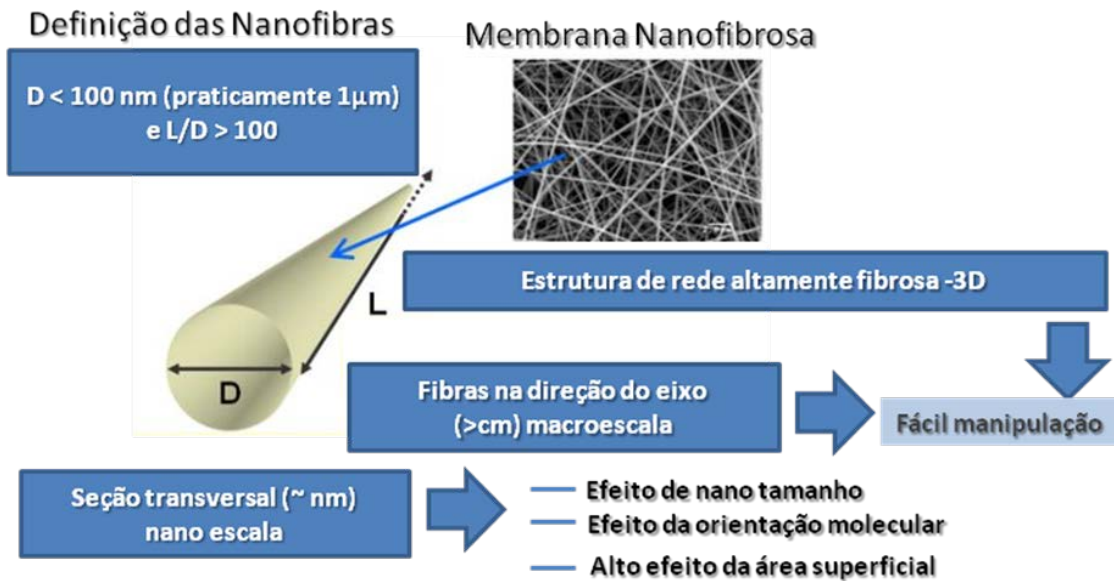 Definição das Nanofibras
Membrana Nanofibrosa
D < 100 nm (praticamente 1µm)
e L/D > 100
Estrutura de rede altamente fibrosa -3D
L
D
Fibras na direção do eixo
(>cm) macroescala
Fácil manipulação
Seção transversal (~ nm)
nano escala
Efeito de nano tamanho
Efeito da orientação molecular
Alto efeito da área superficial